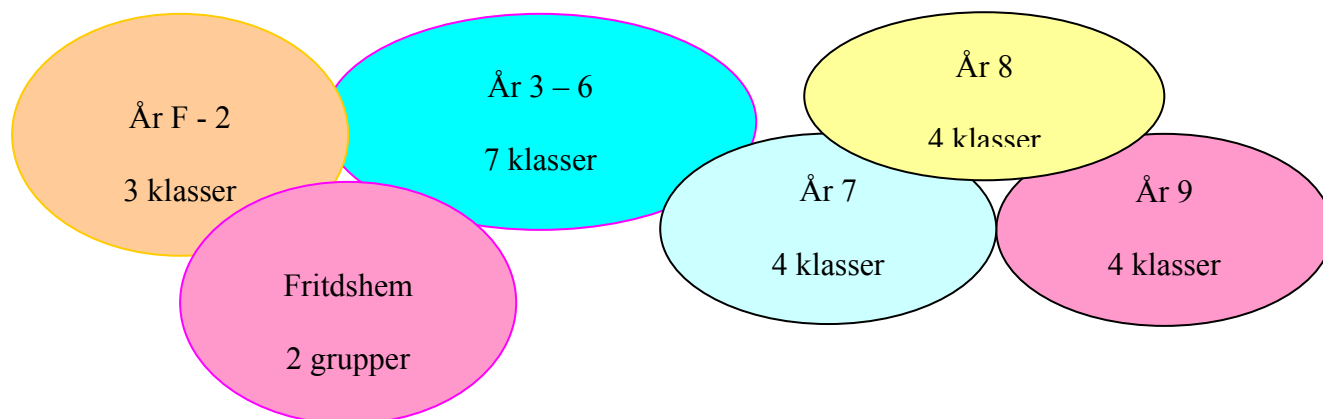 År F - 2
3 klasser
År 3 – 6
7 klasser
Fritdshem
2 grupper
År 8
4 klasser
År 7
4 klasser
År 9
4 klasser